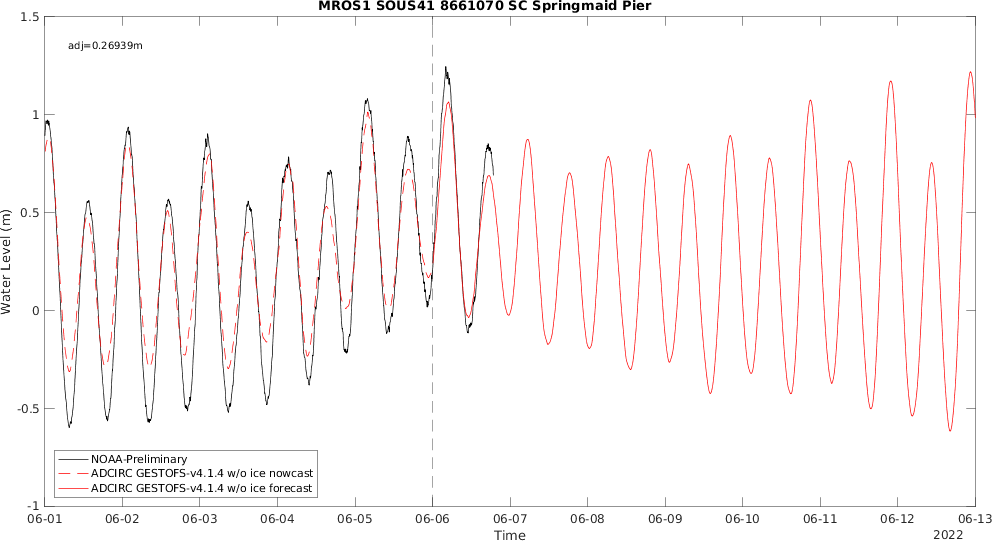 MROS1 SOUS41 8661070 SC Springmaid Pier
adj=0.26939m
1.5
1
0.5
0
-0.5
-1
Water Level (m)
NOAA-Preliminary
ADCIRC GESTOFS-v4.1.4 w/o ice nowcast
ADCIRC GESTOFS-v4.1.4 w/o ice forecast
06-01 06-02 06-03 06-04 06-05 06-06 06-07 06-08 06-09 06-10 06-11 06-12 06-13
Time
2022